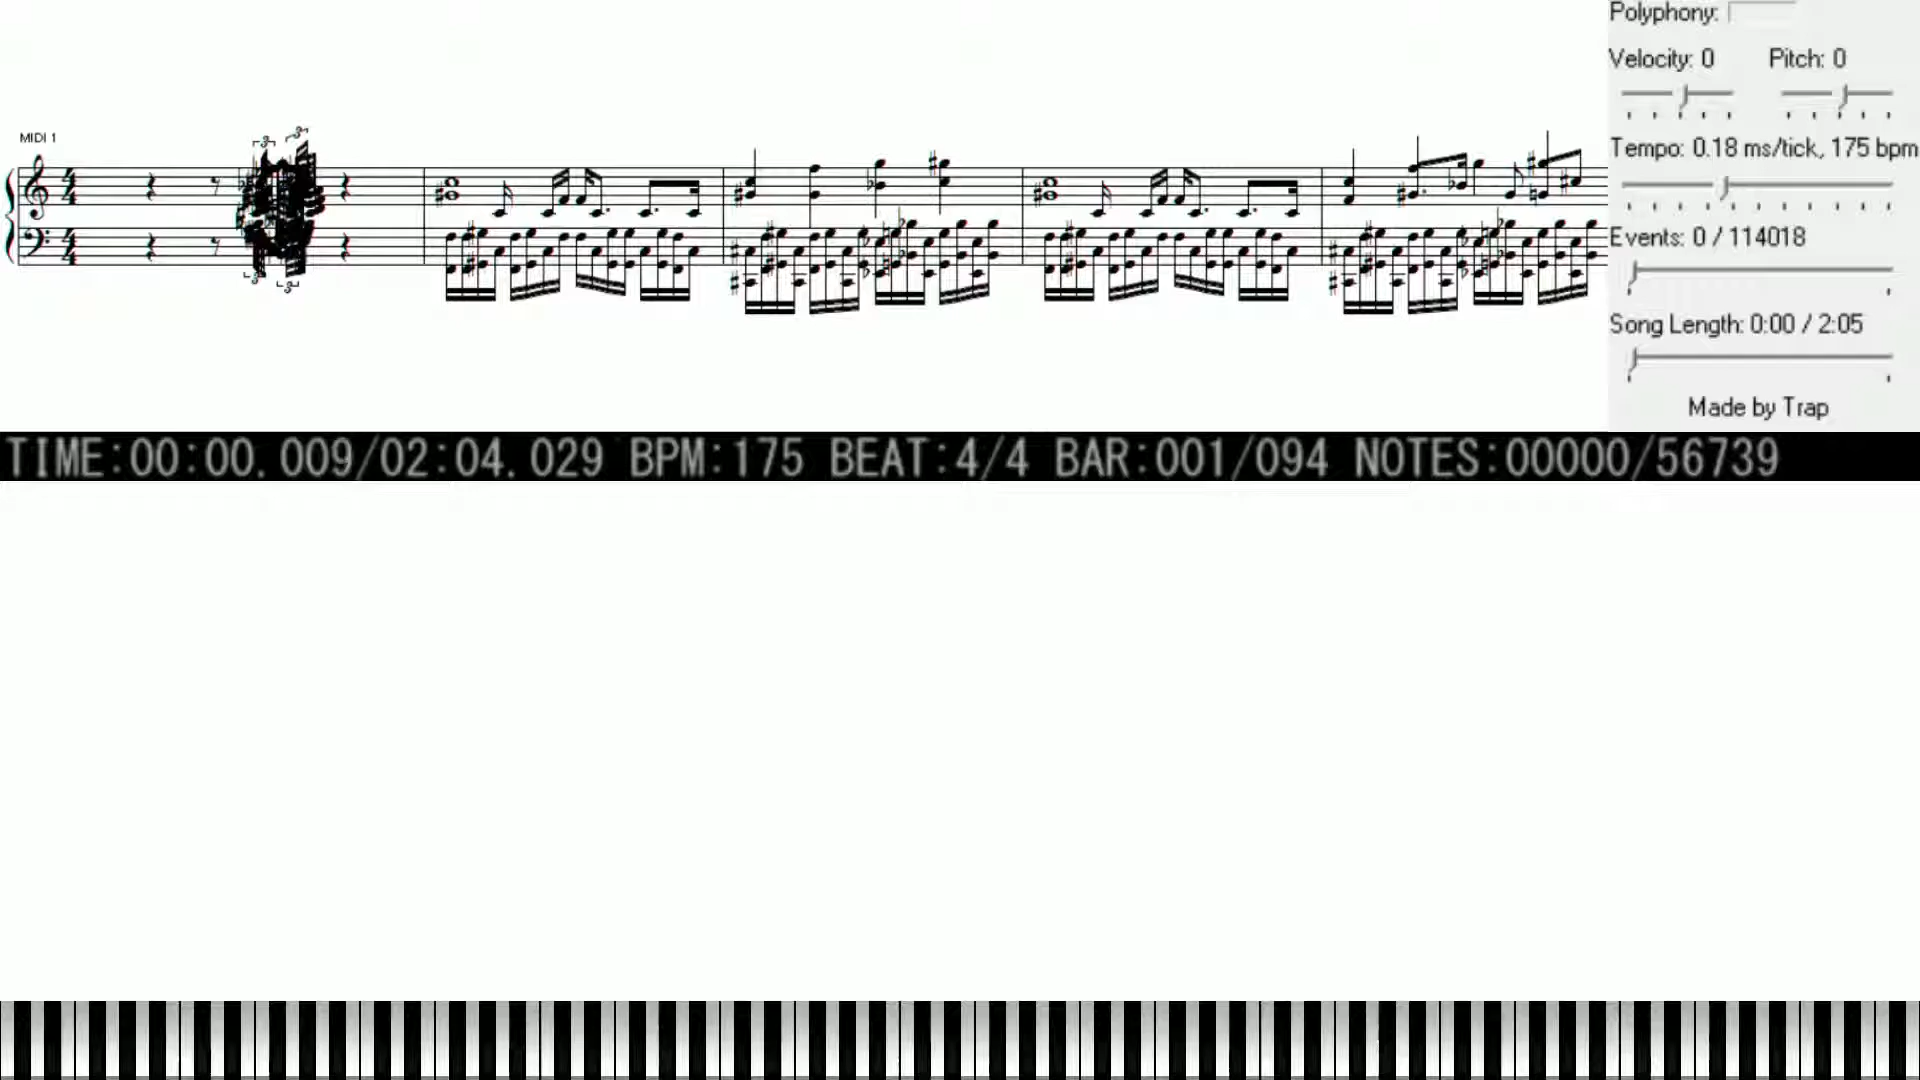 Polyphony:
Velocity: 0 Pitch: 0
MIDI 1
Tempo: 0.18 ms/tick, 175 bpm
Events: 0 / 114018
Song Length: 0:00 / 2:05
Made by Trap
TIME:00:00.009/02:04.029 BPM:175 BEAT:4/4 BAR:001/094 NOTES:00000/56739